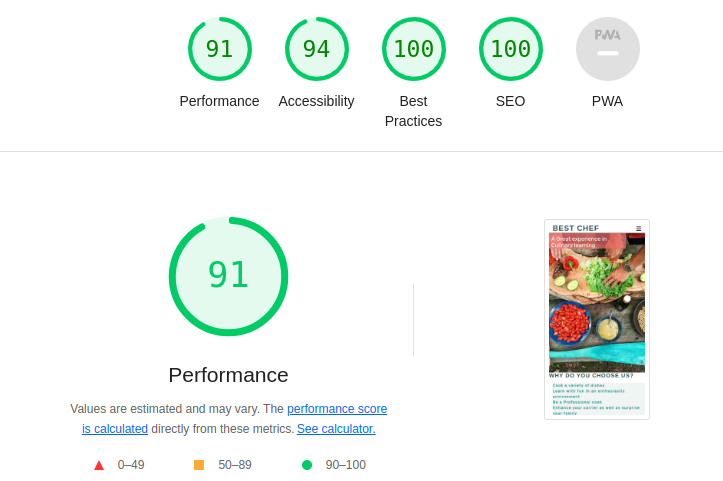 91
94
100
100
PWA
Performance
Accessibility
Best
Practices
SEO
PWA
91
Performance
Values are estimated and may vary. The performance score
is calculated directly from these metrics. See calculator.
0–49
50–89
90–100
BEST CHEF
A Great experience in
Culinary learning
WHY DO YOU CHOOSE US?
Cook a variety of dishes
Learn with fun in an enthusiastic
environment
Be a Professional cook
Enhance your carrier as well as surprise
your family